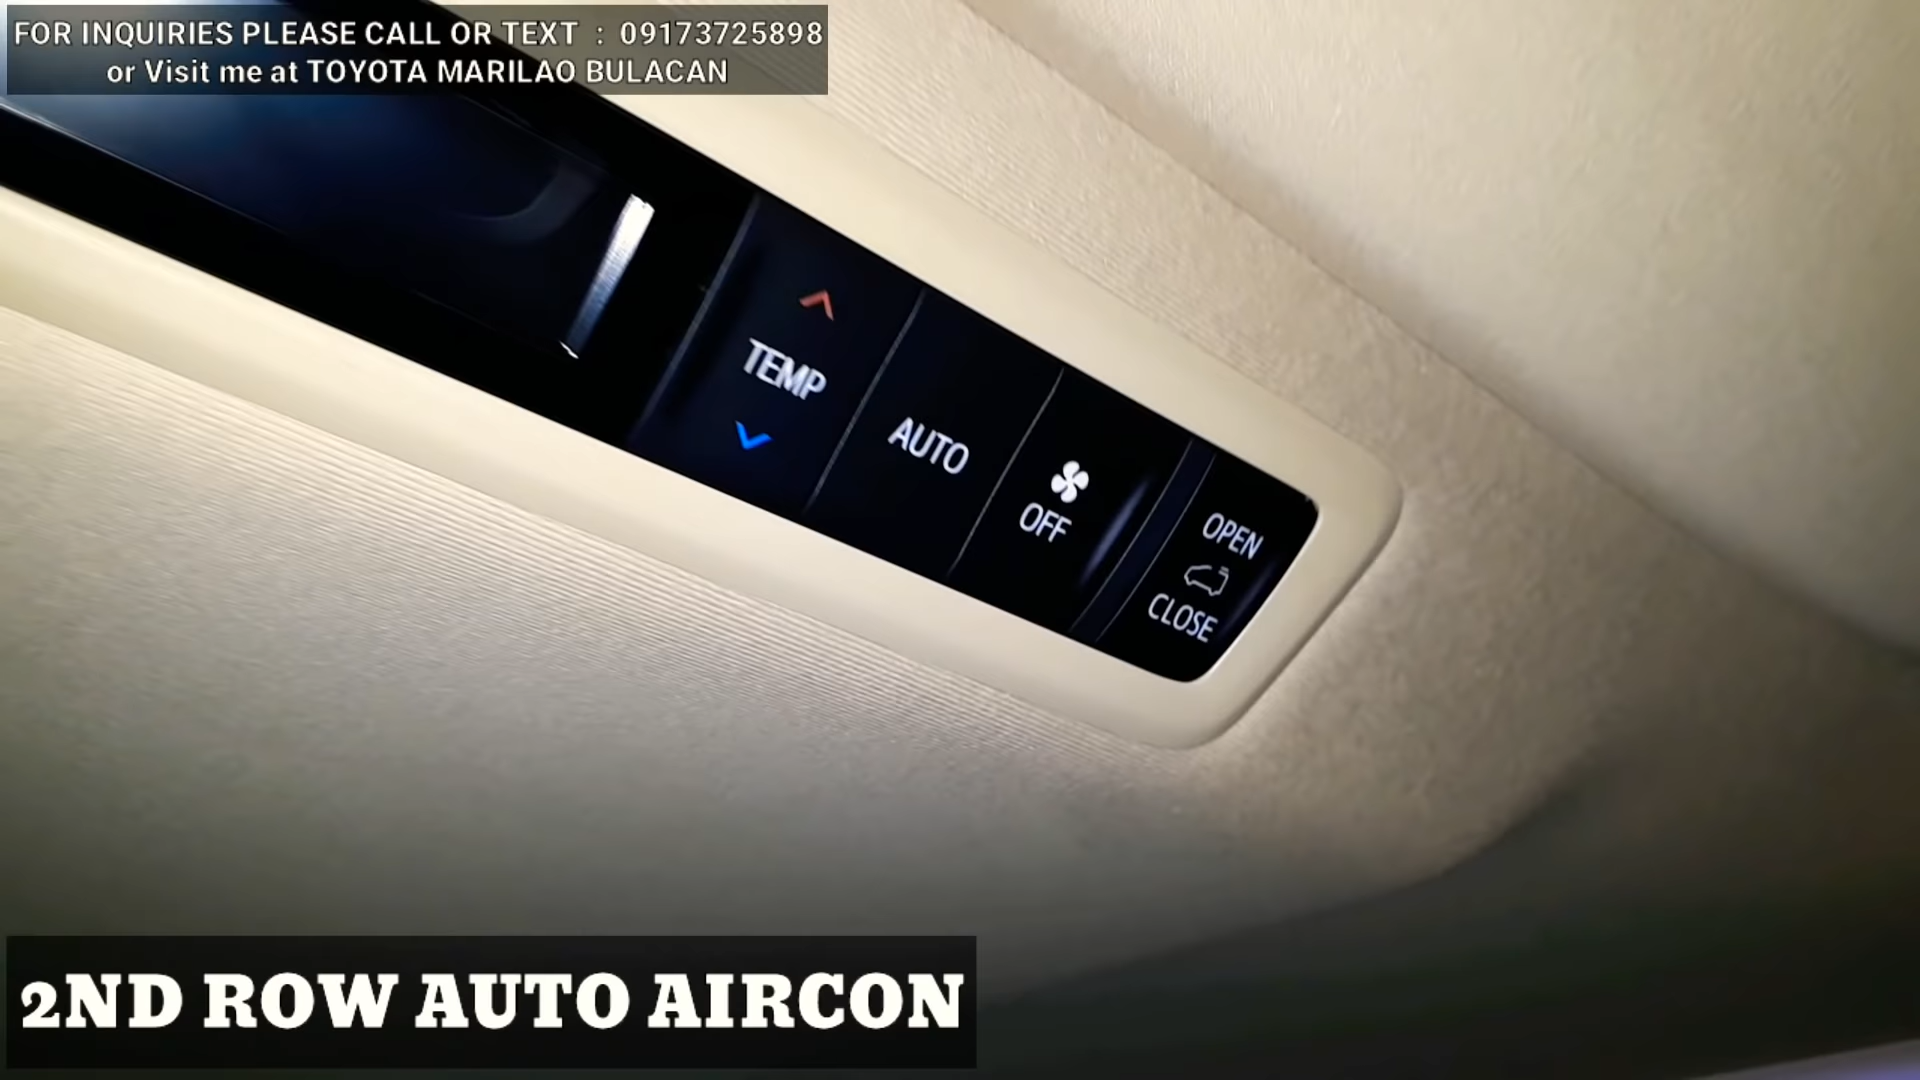 FOR INQUIRIES PLEASE CALL OR TEXT : 09173725898
or Visit me at TOYOTA MARILAO BULACAN
TEMP
AUTO
OFF
OPEN
CLOSE
2ND ROW AUTO AIRCON